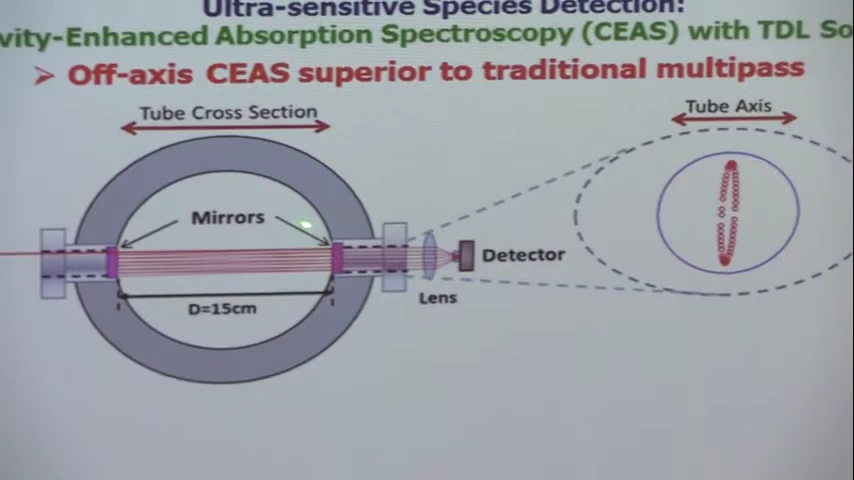 Ultra-sensitive Species Detection:
vity-Enhanced Absorption Spectroscopy (CEAS) with TDL So
➢ Off-axis CEAS superior to traditional multipass
Tube Cross Section
Tube Axis
Mirrors
Detector
Lens
D=15cm